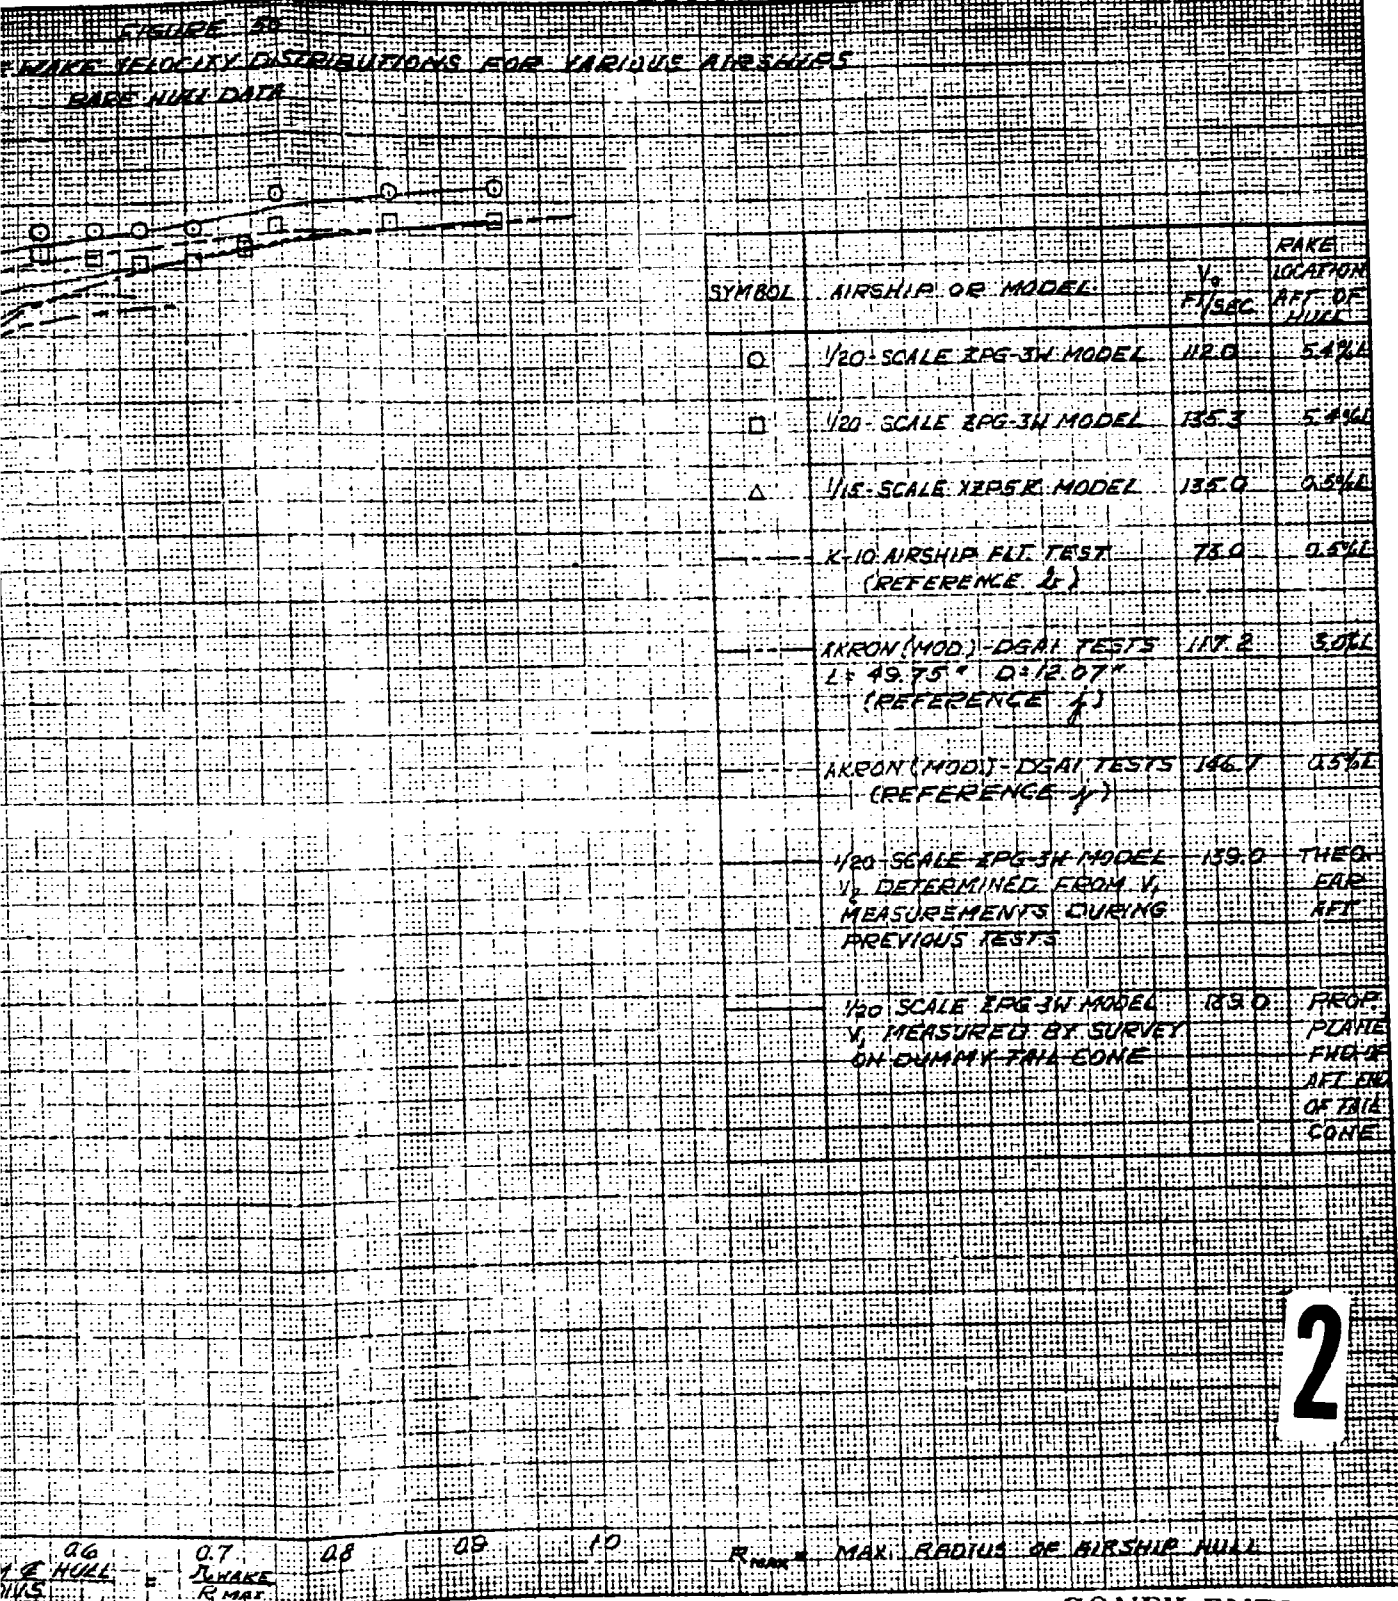 FIGURE 50
WAKE VELOCITY DISTRIBUTIONS FOR VARIOUS AIRSHIPS
BARE HULL DATA
SYMBOL AIRSHIP OR MODEL V₀ FT/SEC RAKE LOCATION AFT OF HULL
○ 1/20-SCALE ZPG-3W MODEL 112.0 5.4%L
□ 1/20-SCALE ZPG-3W MODEL 135.3 5.4%L
△ 1/15-SCALE XZP5K MODEL 135.0 0.5%L
K-10 AIRSHIP FLT. TEST 73.0 0.5%L
(REFERENCE )
AKRON (MOD.)-DGAI TESTS 117.2 3.0%L
L=49.75" D=12.07"
(REFERENCE j)
AKRON (MOD.)-DGAI TESTS 146.7 0.5%L
(REFERENCE j)
1/20-SCALE ZPG-3W MODEL 139.0 THEO.
DETERMINED FROM V₁ FAR
MEASUREMENTS DURING AFT
PREVIOUS TESTS
1/20 SCALE ZPG-3W MODEL 139.0 PROP
V₁ MEASURED BY SURVEY PLANE
ON DUMMY TAIL CONE FWD OF
AFT END
OF TAIL
CONE
2
0.6 0.7 0.8 0.9 1.0
HULL = r WAKE / R MAX
R MAX = MAX. RADIUS OF AIRSHIP HULL